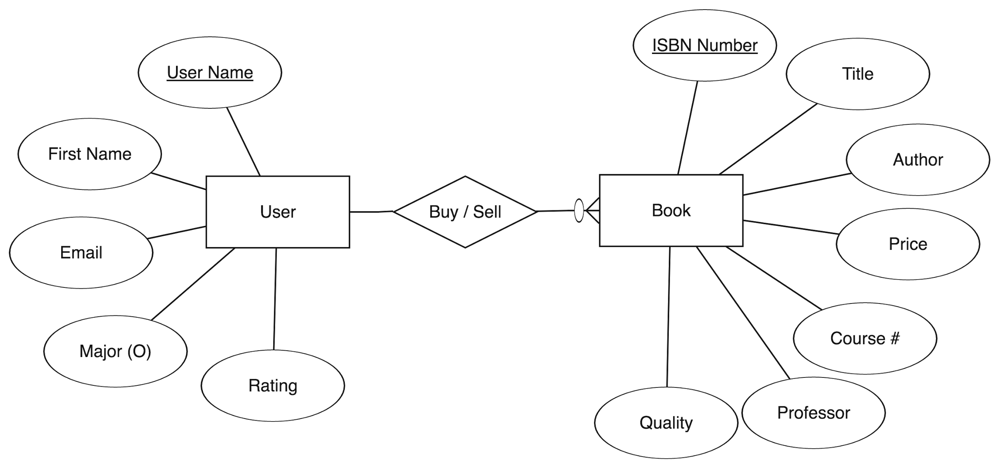 ISBN Number
User Name
Title
First Name
Author
User
Buy / Sell
Book
Email
Price
Major (O)
Course #
Rating
Professor
Quality